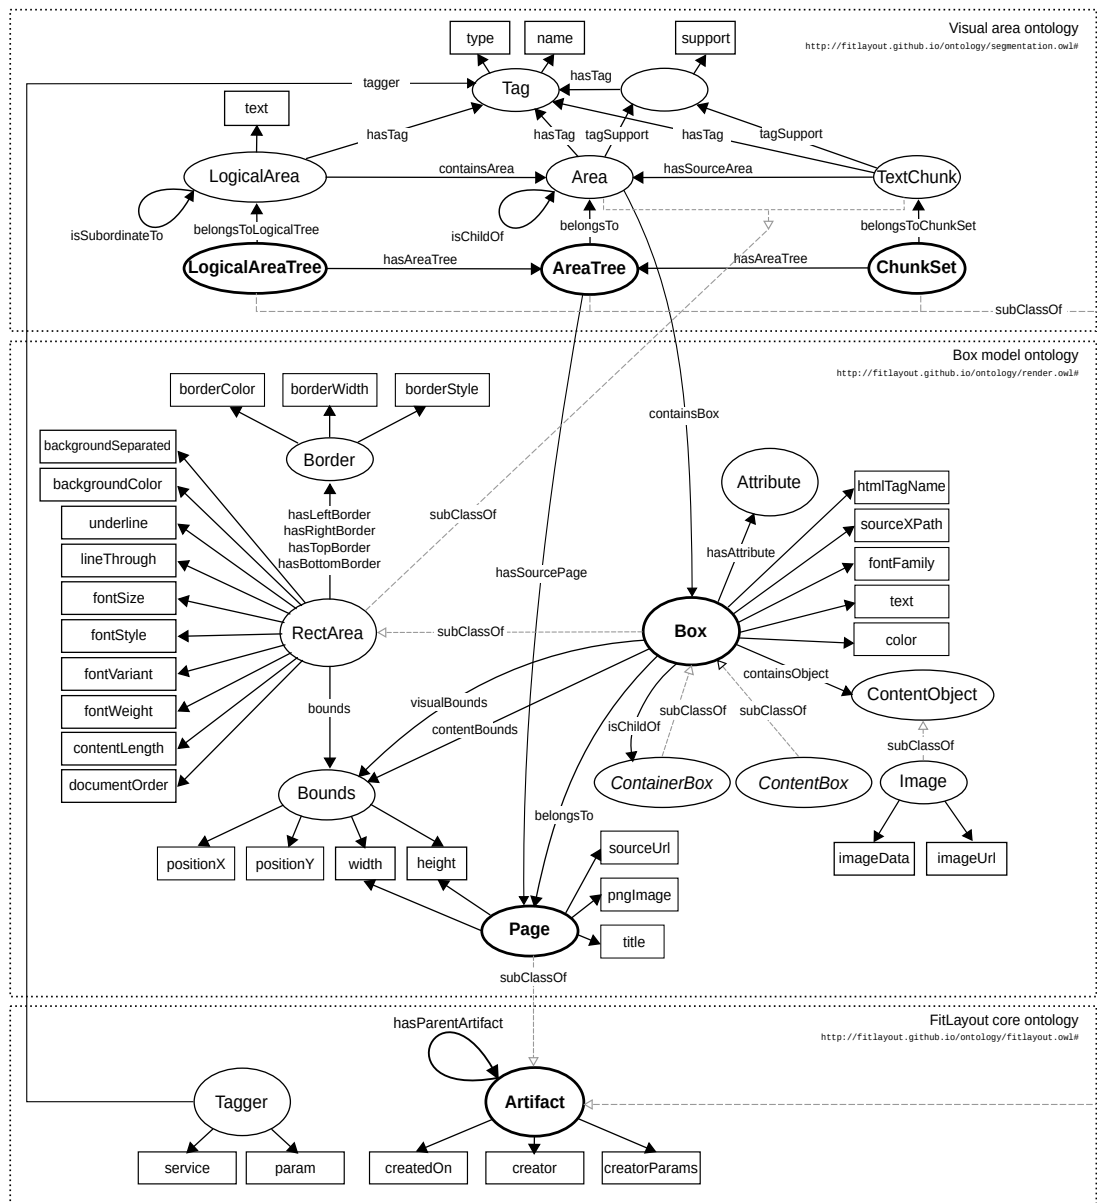 Visual area ontology
http://fitlayout.github.io/ontology/segmentation.owl#
type
name
support
hasTag
tagger
Tag
text
hasTag
hasTag
tagSupport
hasTag
tagSupport
LogicalArea
containsArea
Area
hasSourceArea
TextChunk
isSubordinateTo
belongsToLogicalTree
isChildOf
belongsTo
belongsToChunkSet
LogicalAreaTree
hasAreaTree
AreaTree
hasAreaTree
ChunkSet
subClassOf
Box model ontology
http://fitlayout.github.io/ontology/render.owl#
borderColor
borderWidth
borderStyle
containsBox
backgroundSeparated
Border
backgroundColor
Attribute
htmlTagName
underline
hasLeftBorder
hasRightBorder
hasTopBorder
hasBottomBorder
subClassOf
sourceXPath
lineThrough
hasAttribute
fontFamily
hasSourcePage
fontSize
text
fontStyle
RectArea
subClassOf
Box
color
fontVariant
containsObject
ContentObject
fontWeight
bounds
visualBounds
contentBounds
isChildOf
subClassOf
subClassOf
contentLength
subClassOf
documentOrder
Bounds
ContainerBox
ContentBox
Image
belongsTo
positionX
positionY
width
height
sourceUrl
imageData
imageUrl
pngImage
Page
title
subClassOf
FitLayout core ontology
http://fitlayout.github.io/ontology/fitlayout.owl#
hasParentArtifact
Tagger
Artifact
service
param
createdOn
creator
creatorParams